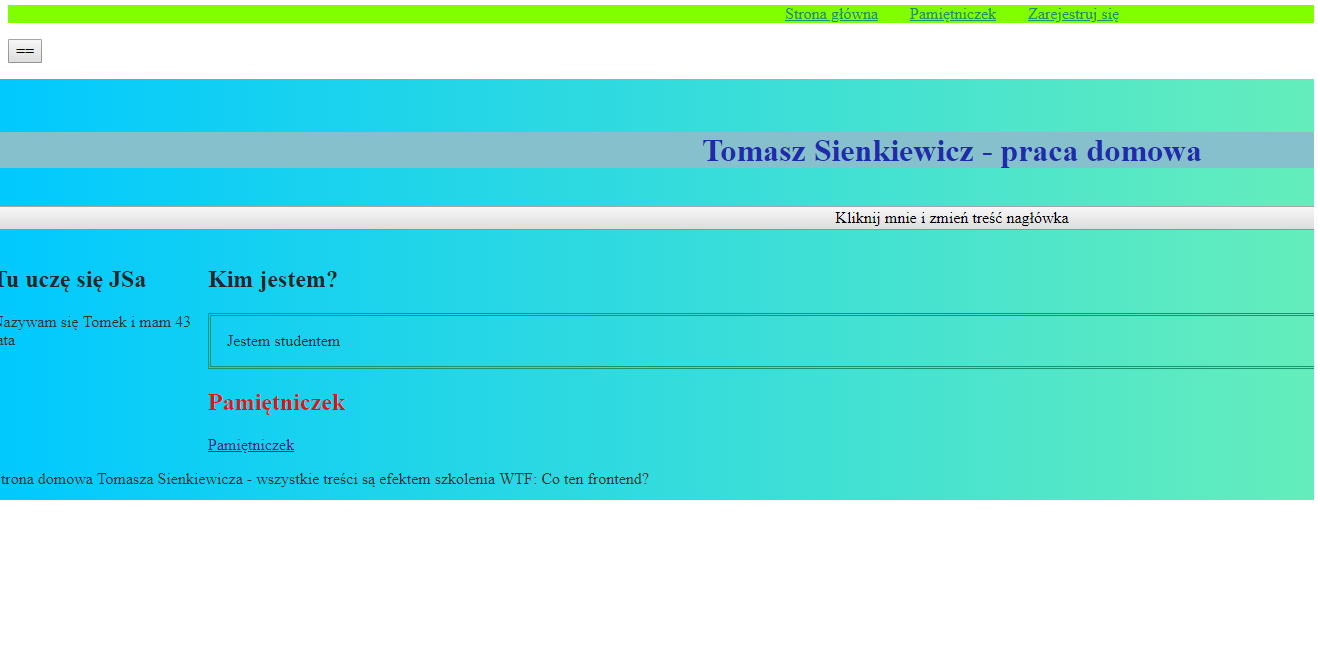 Strona główna Pamiętniczek Zarejestruj się
==
Tomasz Sienkiewicz - praca domowa
Kliknij mnie i zmień treść nagłówka
Tu uczę się JSa
Nazywam się Tomek i mam 43
ata
Kim jestem?
Jestem studentem
Pamiętniczek
Pamiętniczek
trona domowa Tomasza Sienkiewicza - wszystkie treści są efektem szkolenia WTF: Co ten frontend?